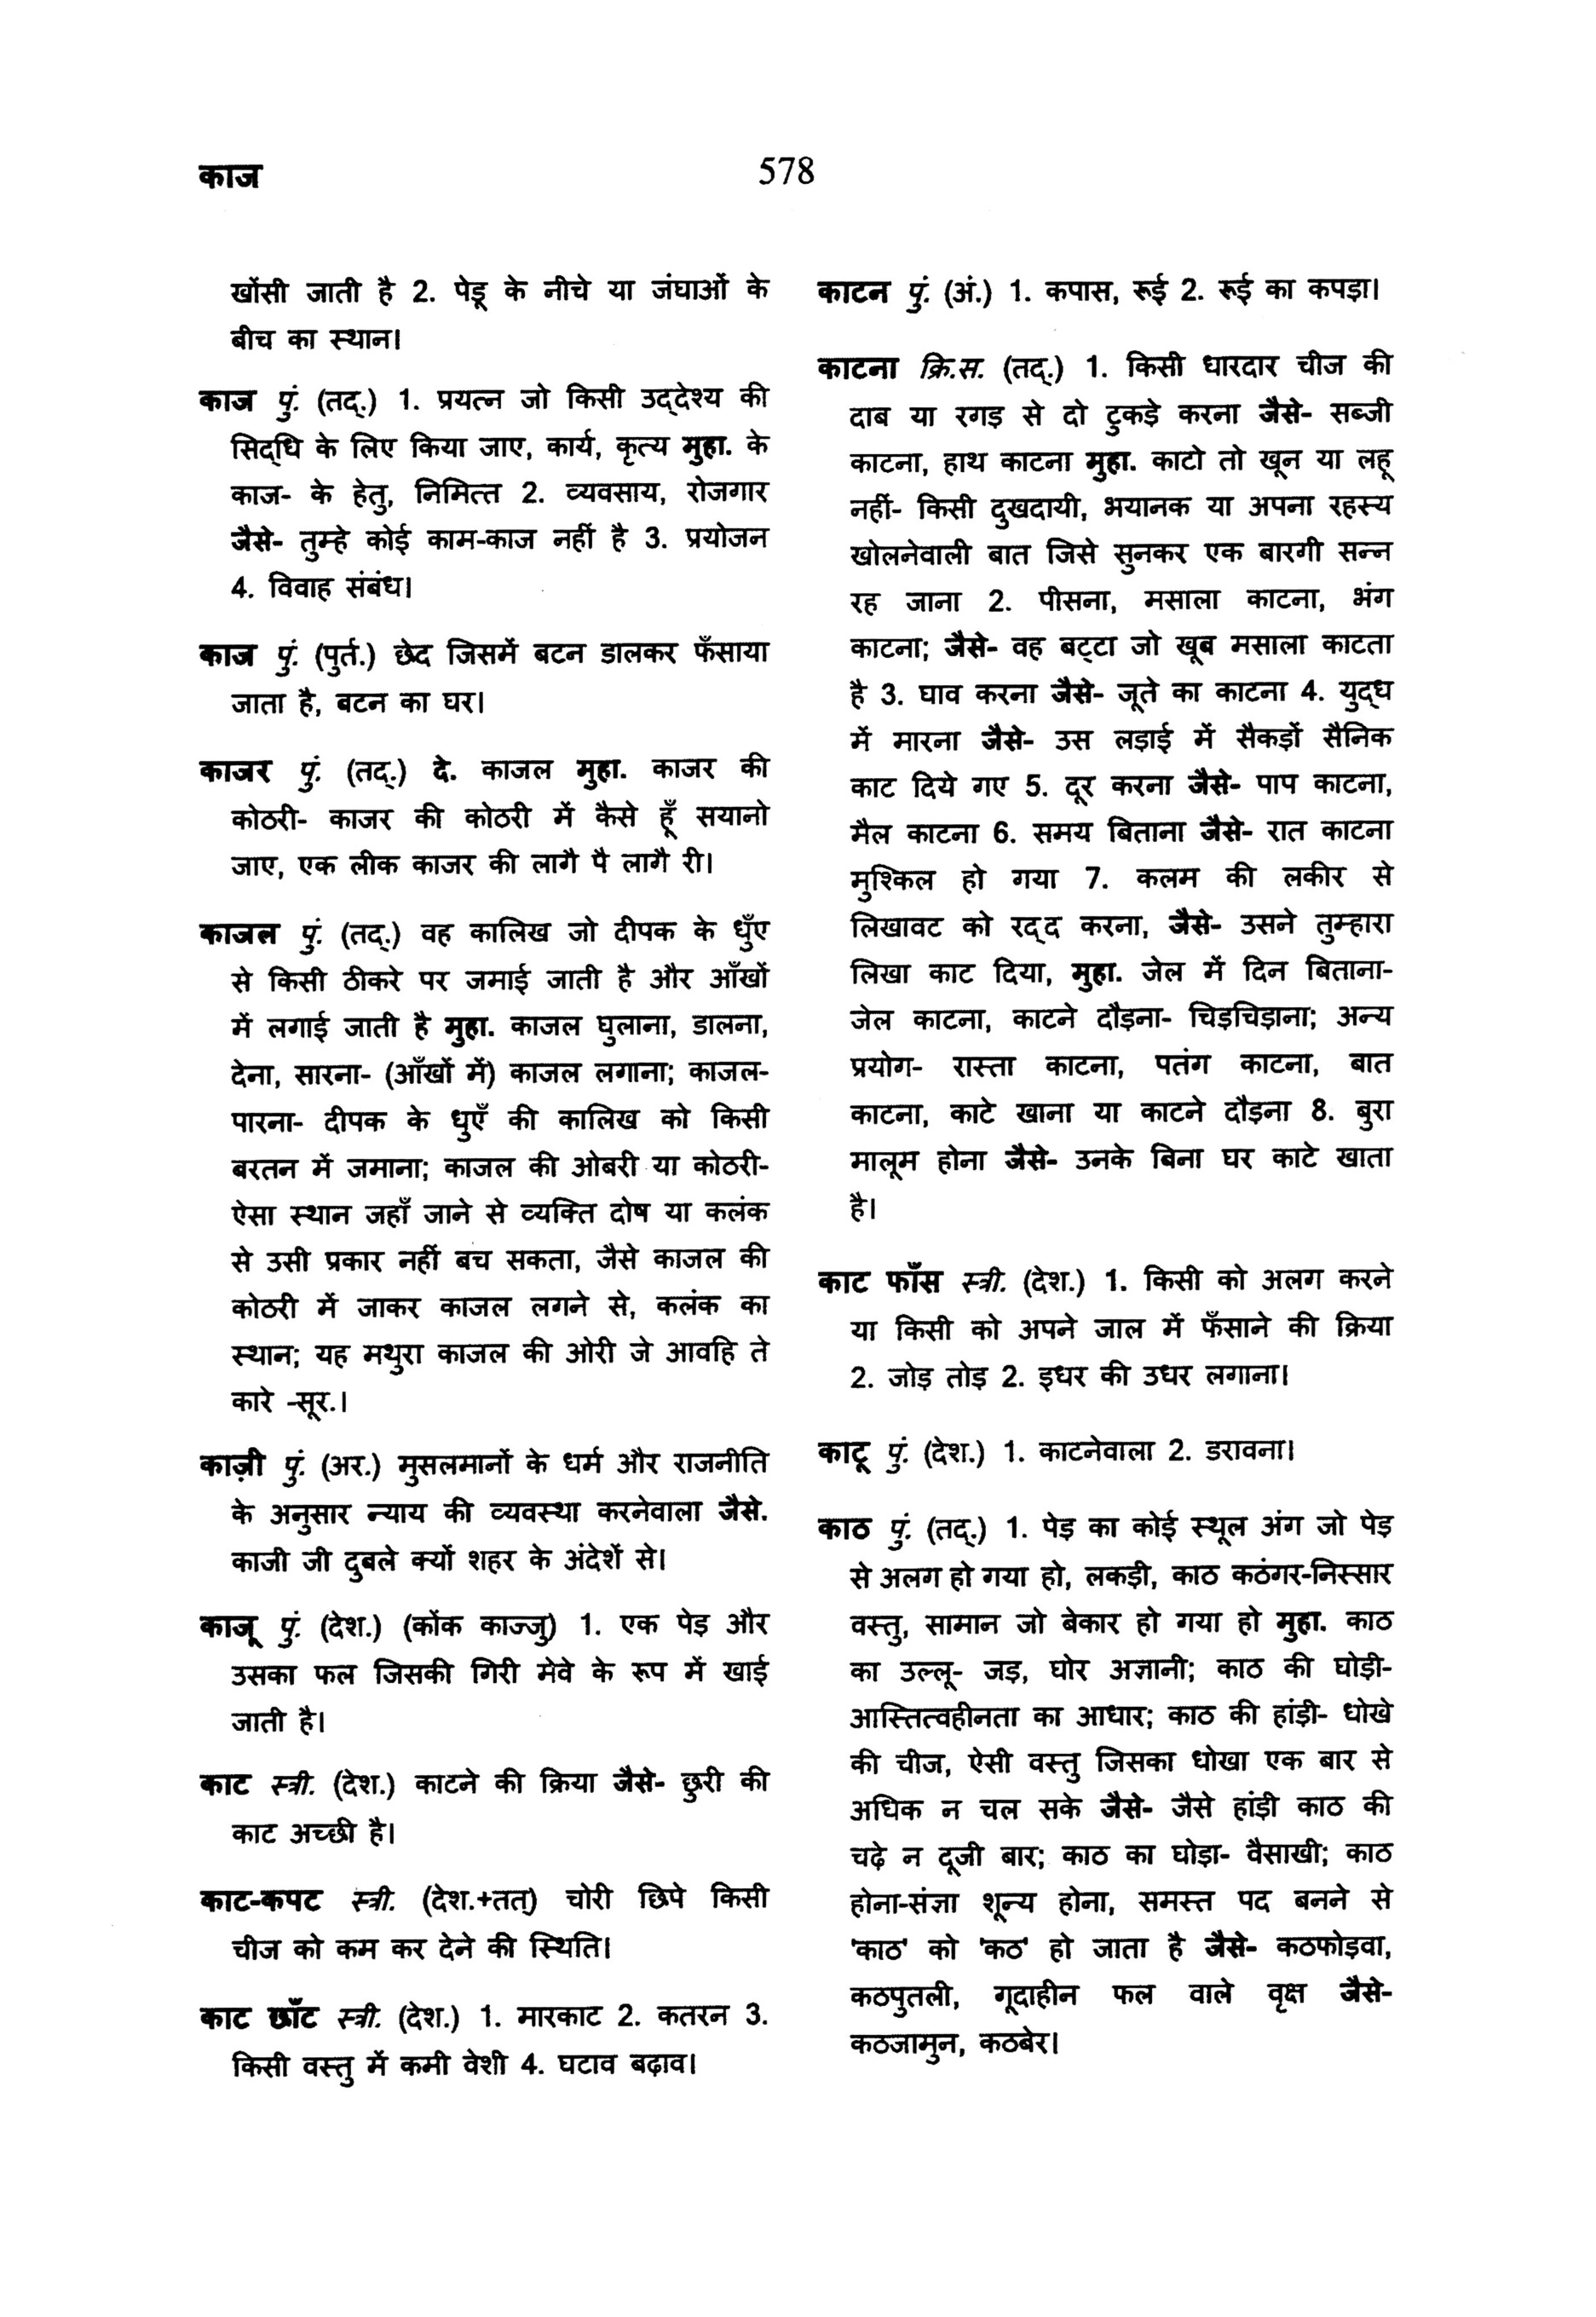 काज
578
खोंसी जाती है 2. पेडू के नीचे या जंघाओं के
बीच का स्थान।
काज पुं. (तद्.) 1. प्रयत्न जो किसी उद्देश्य की
सिद्धि के लिए किया जाए, कार्य, कृत्य मुहा. के
काज- के हेतु, निमित्त 2. व्यवसाय, रोजगार
जैसे- तुम्हे कोई काम-काज नहीं है 3. प्रयोजन
4. विवाह संबंध।
काज पुं. (पुर्त.) छेद जिसमें बटन डालकर फँसाया
जाता है, बटन का घर।
काजर पुं. (तद्.) दे. काजल मुहा. काजर की
कोठरी- काजर की कोठरी में कैसे हूँ सयानो
जाए, एक लीक काजर की लागै पै लागै री।
काजल पुं. (तद्.) वह कालिख जो दीपक के धुँए
से किसी ठीकरे पर जमाई जाती है और आँखों
में लगाई जाती है मुहा. काजल घुलाना, डालना,
देना, सारना- (आँखों में) काजल लगाना; काजल-
पारना- दीपक के धुएँ की कालिख को किसी
बरतन में जमाना; काजल की ओबरी या कोठरी-
ऐसा स्थान जहाँ जाने से व्यक्ति दोष या कलंक
से उसी प्रकार नहीं बच सकता, जैसे काजल की
कोठरी में जाकर काजल लगने से, कलंक का
स्थान; यह मथुरा काजल की ओरी जे आवहि ते
कारे -सूर.।
काज़ी पुं. (अर.) मुसलमानों के धर्म और राजनीति
के अनुसार न्याय की व्यवस्था करनेवाला जैसे.
काजी जी दुबले क्यों शहर के अंदेशें से।
काजू पुं. (देश.) (कोंक काज्जु) 1. एक पेड़ और
उसका फल जिसकी गिरी मेवे के रूप में खाई
जाती है।
काट स्त्री. (देश.) काटने की क्रिया जैसे- छुरी की
काट अच्छी है।
काट-कपट स्त्री. (देश.+तत्) चोरी छिपे किसी
चीज को कम कर देने की स्थिति।
काट छाँट स्त्री. (देश.) 1. मारकाट 2. कतरन 3.
किसी वस्तु में कमी वेशी 4. घटाव बढ़ाव।
काटन पुं. (अं.) 1. कपास, रूई 2. रूई का कपड़ा।
काटना क्रि.स. (तद्.) 1. किसी धारदार चीज की
दाब या रगड़ से दो टुकड़े करना जैसे- सब्जी
काटना, हाथ काटना मुहा. काटो तो खून या लहू
नहीं- किसी दुखदायी, भयानक या अपना रहस्य
खोलनेवाली बात जिसे सुनकर एक बारगी सन्न
रह जाना 2. पीसना, मसाला काटना, भंग
काटना; जैसे- वह बट्टा जो खूब मसाला काटता
है 3. घाव करना जैसे- जूते का काटना 4. युद्ध
में मारना जैसे- उस लड़ाई में सैकड़ों सैनिक
काट दिये गए 5. दूर करना जैसे- पाप काटना,
मैल काटना 6. समय बिताना जैसे- रात काटना
मुश्किल हो गया 7. कलम की लकीर से
लिखावट को रद्द करना, जैसे- उसने तुम्हारा
लिखा काट दिया, मुहा. जेल में दिन बिताना-
जेल काटना, काटने दौड़ना- चिड़चिड़ाना; अन्य
प्रयोग- रास्ता काटना, पतंग काटना, बात
काटना, काटे खाना या काटने दौड़ना 8. बुरा
मालूम होना जैसे- उनके बिना घर काटे खाता
है।
काट फाँस स्त्री. (देश.) 1. किसी को अलग करने
या किसी को अपने जाल में फँसाने की क्रिया
2. जोड़ तोड़ 2. इधर की उधर लगाना।
काटू पुं. (देश.) 1. काटनेवाला 2. डरावना।
काठ पुं. (तद्.) 1. पेड़ का कोई स्थूल अंग जो पेड़
से अलग हो गया हो, लकड़ी, काठ कठंगर-निस्सार
वस्तु, सामान जो बेकार हो गया हो मुहा. काठ
का उल्लू- जड़, घोर अज्ञानी; काठ की घोड़ी-
आस्तित्वहीनता का आधार; काठ की हांड़ी- धोखे
की चीज, ऐसी वस्तु जिसका धोखा एक बार से
अधिक न चल सके जैसे- जैसे हांड़ी काठ की
चढ़े न दूजी बार; काठ का घोड़ा- वैसाखी; काठ
होना-संज्ञा शून्य होना, समस्त पद बनने से
'काठ' को 'कठ' हो जाता है जैसे- कठफोड़वा,
कठपुतली, गूदाहीन फल वाले वृक्ष जैसे-
कठजामुन, कठबेर।